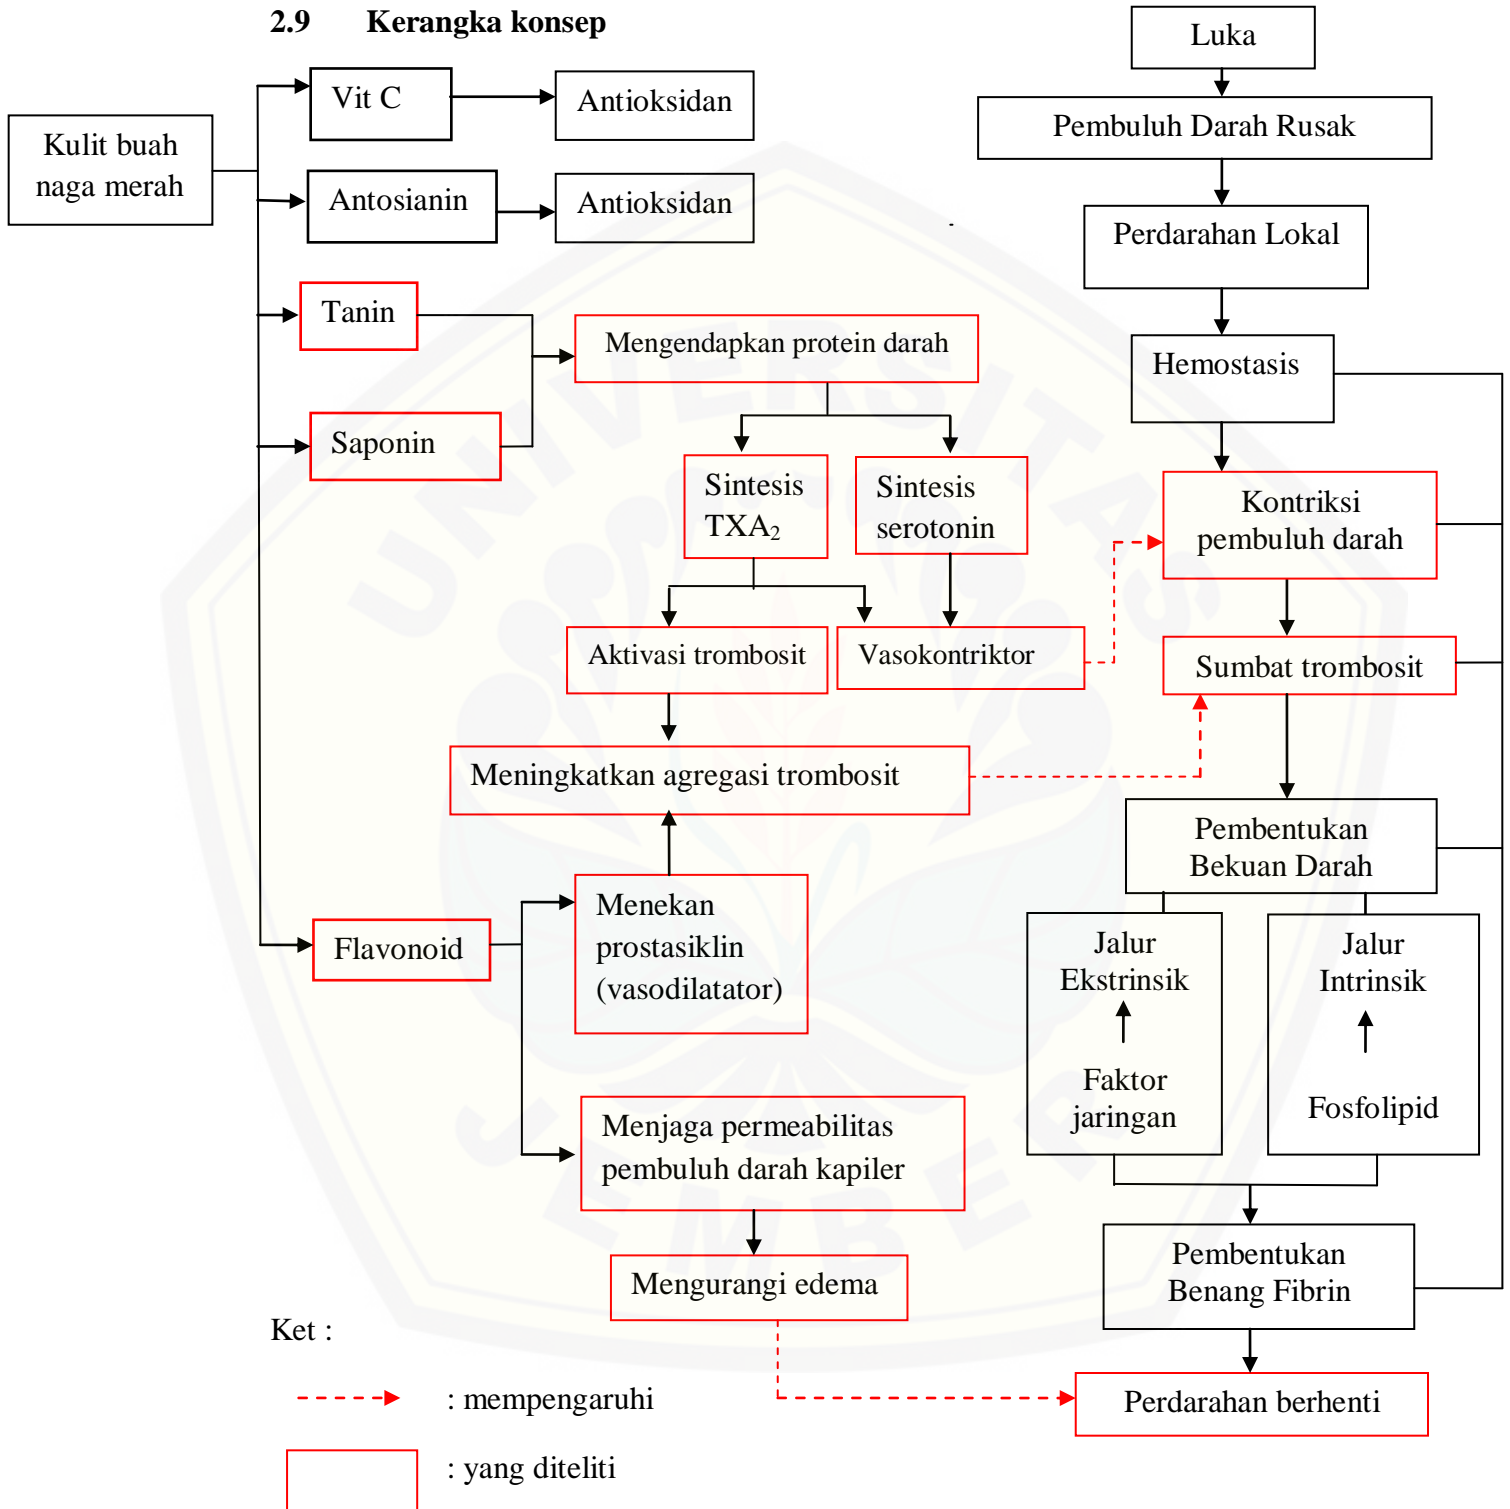 2.9 Kerangka konsep
Kulit buah
naga merah
Vit C
Antioksidan
Antosianin
Antioksidan
Tanin
Saponin
Mengendapkan protein darah
Sintesis
TXA₂
Sintesis
serotonin
Aktivasi trombosit
Vasokontriktor
Meningkatkan agregasi trombosit
Flavonoid
Menekan
prostasiklin
(vasodilatator)
Menjaga permeabilitas
pembuluh darah kapiler
Mengurangi edema
Luka
Pembuluh Darah Rusak
Perdarahan Lokal
Hemostasis
Kontriksi
pembuluh darah
Sumbat trombosit
Pembentukan
Bekuan Darah
Jalur
Ekstrinsik
Faktor
jaringan
Jalur
Intrinsik
Fosfolipid
Pembentukan
Benang Fibrin
Perdarahan berhenti
Ket :
: mempengaruhi
: yang diteliti
UNIVERSITAS
JEMBER